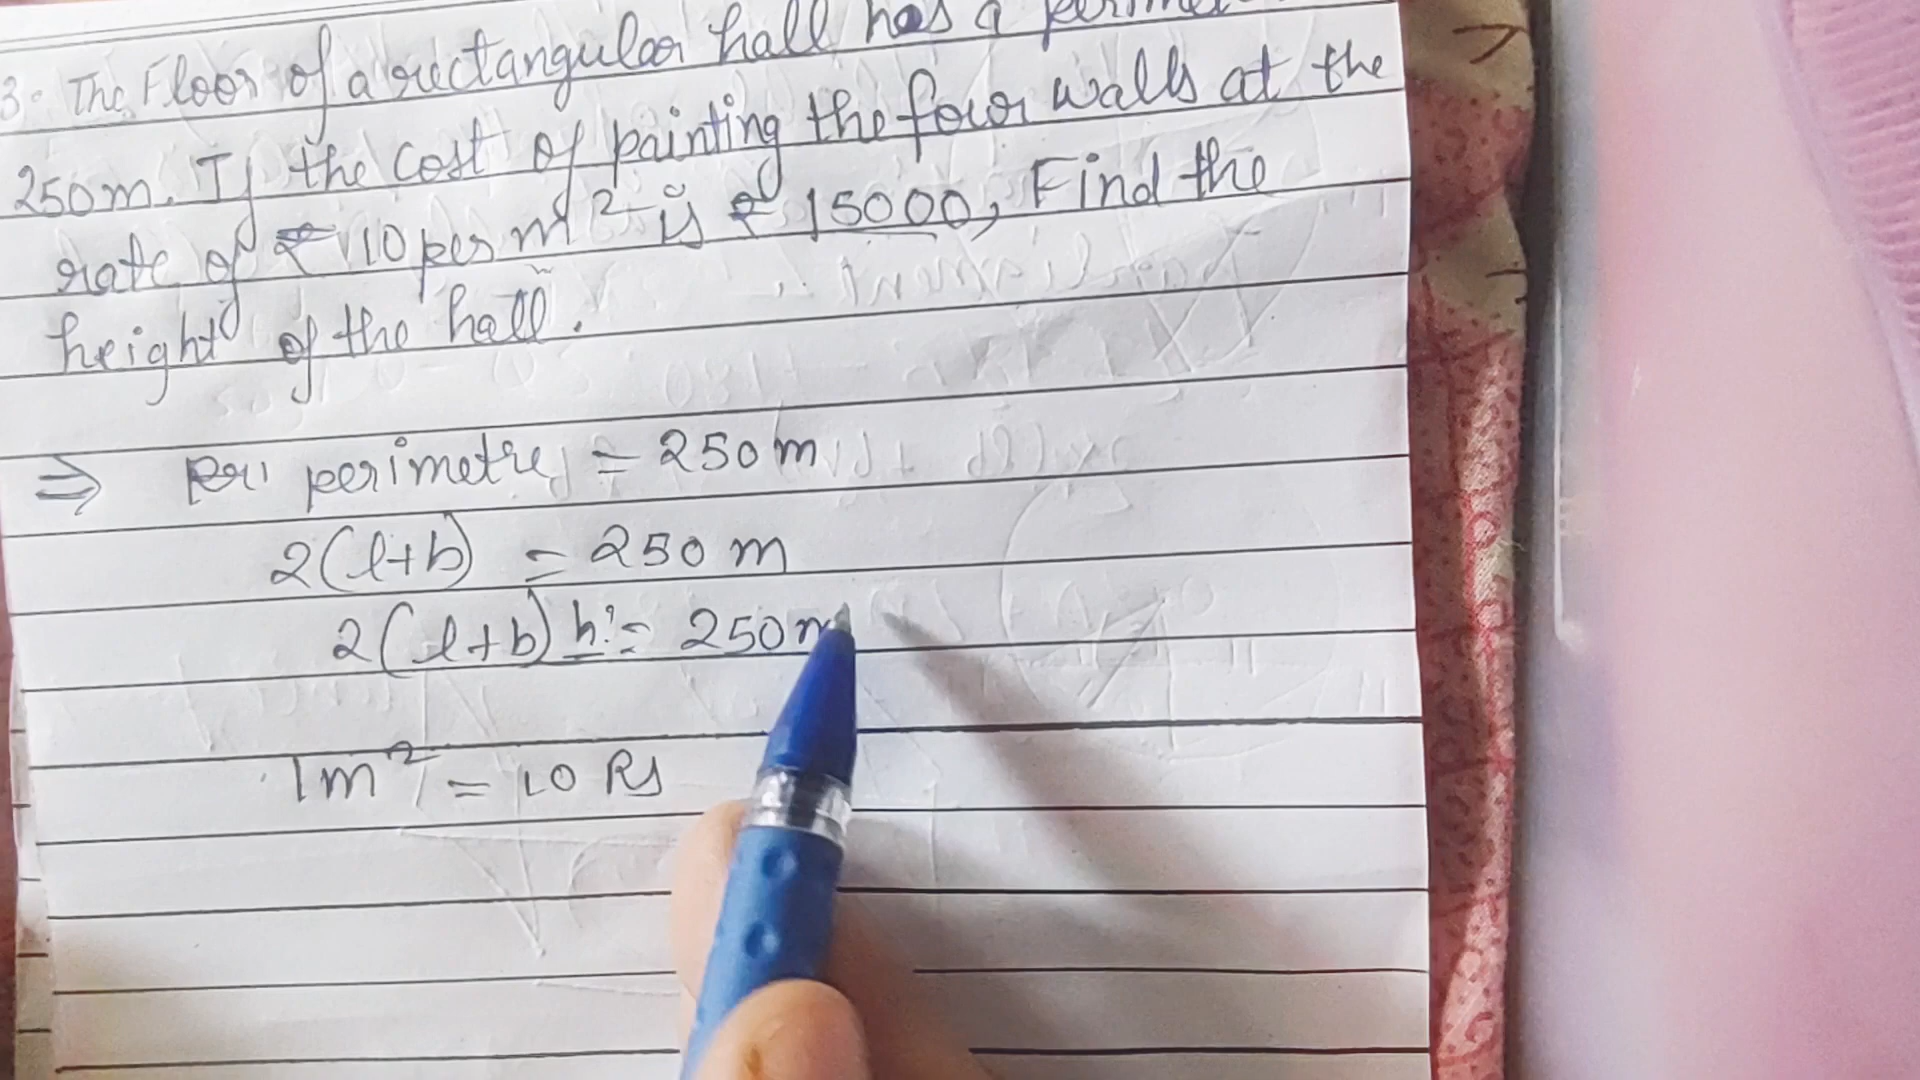 3. The Floor of a rectangular hall has a
250m. If the cost of painting the four walls at the
rate of ₹ 10 per m² is ₹ 15000, Find the
height of the hall.
⇒ Peri perimetre = 250 m
2(l+b) = 250 m
2(l+b) h = 250m
1m² = 10 Rs